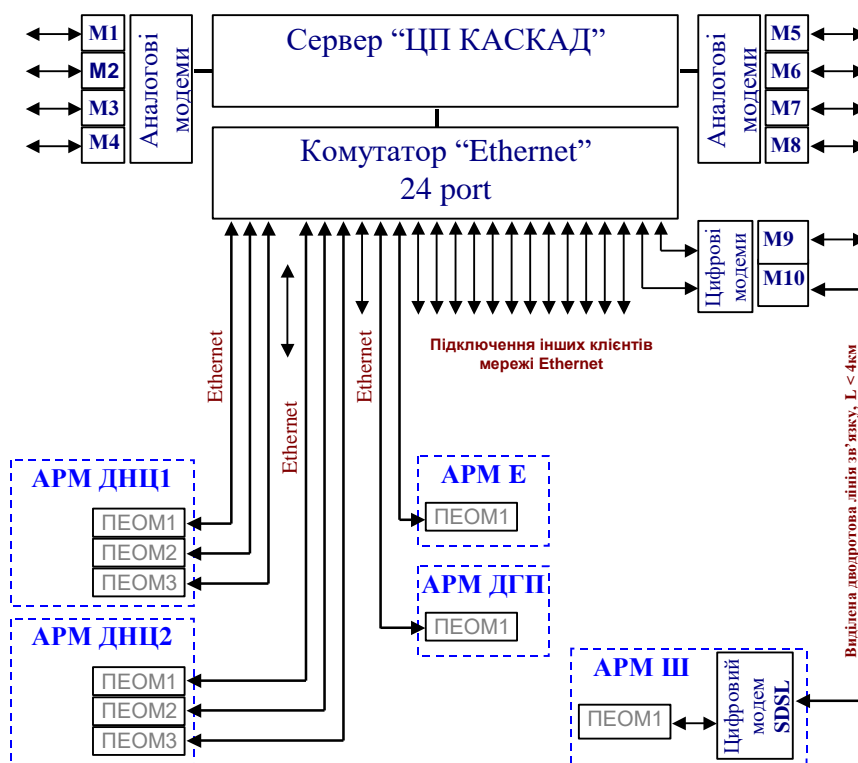 М1
М2
М3
М4
Аналогові
модеми
Сервер “ЦП КАСКАД”
Аналогові
модеми
М5
М6
М7
М8
Комутатор “Ethernet”
24 port
Цифрові
модеми
М9
М10
Ethernet
Ethernet
Ethernet
Підключення інших клієнтів
мережі Ethernet
Виділена дводротова лінія зв’язку, L < 4км
АРМ ДНЦ1
ПЕОМ1
ПЕОМ2
ПЕОМ3
АРМ Е
ПЕОМ1
АРМ ДГП
ПЕОМ1
АРМ ДНЦ2
ПЕОМ1
ПЕОМ2
ПЕОМ3
АРМ Ш
ПЕОМ1
Цифровий
модем
SDSL